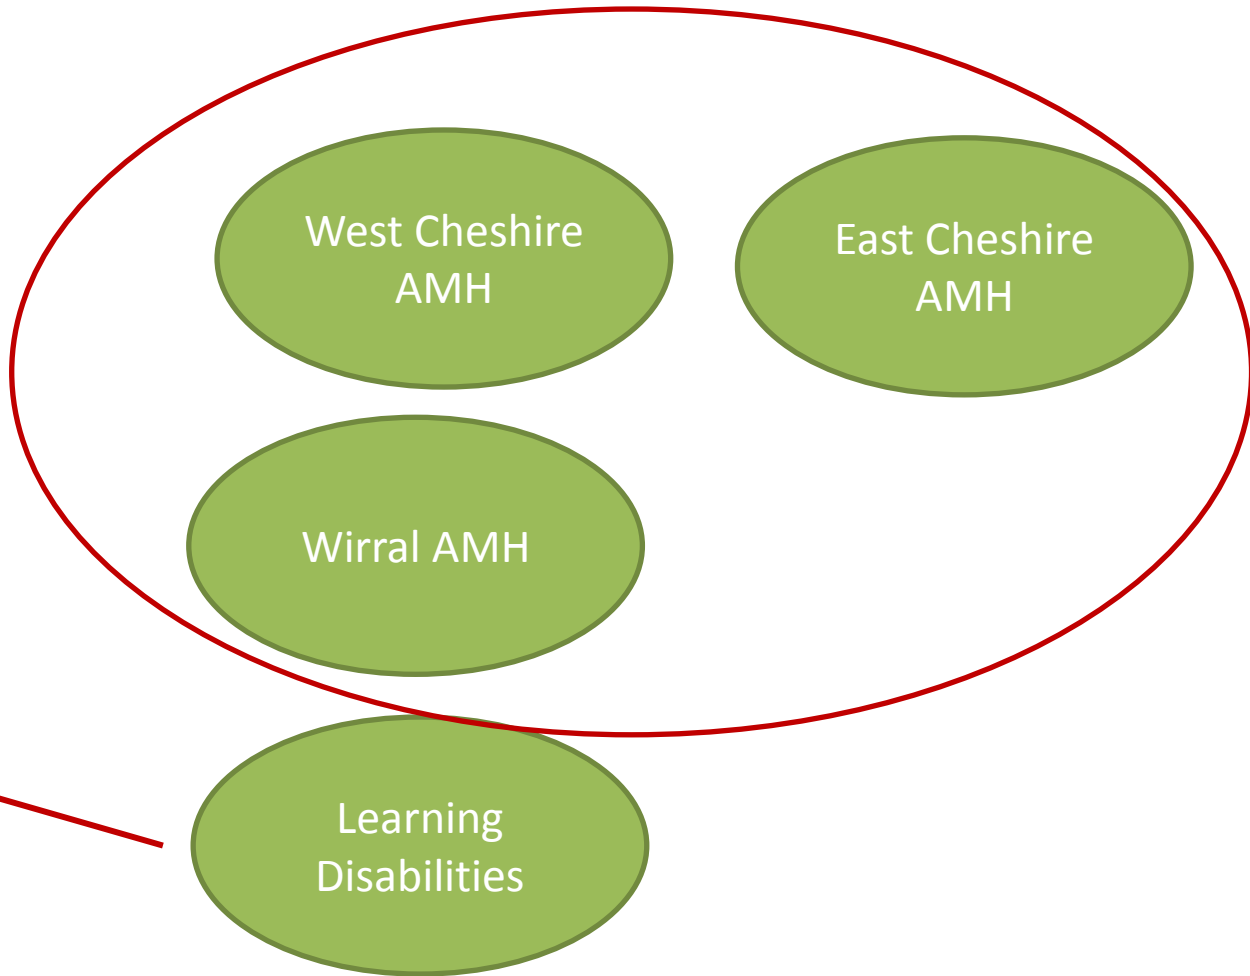 West Cheshire
AMH
East Cheshire
AMH
Wirral AMH
Learning
Disabilities